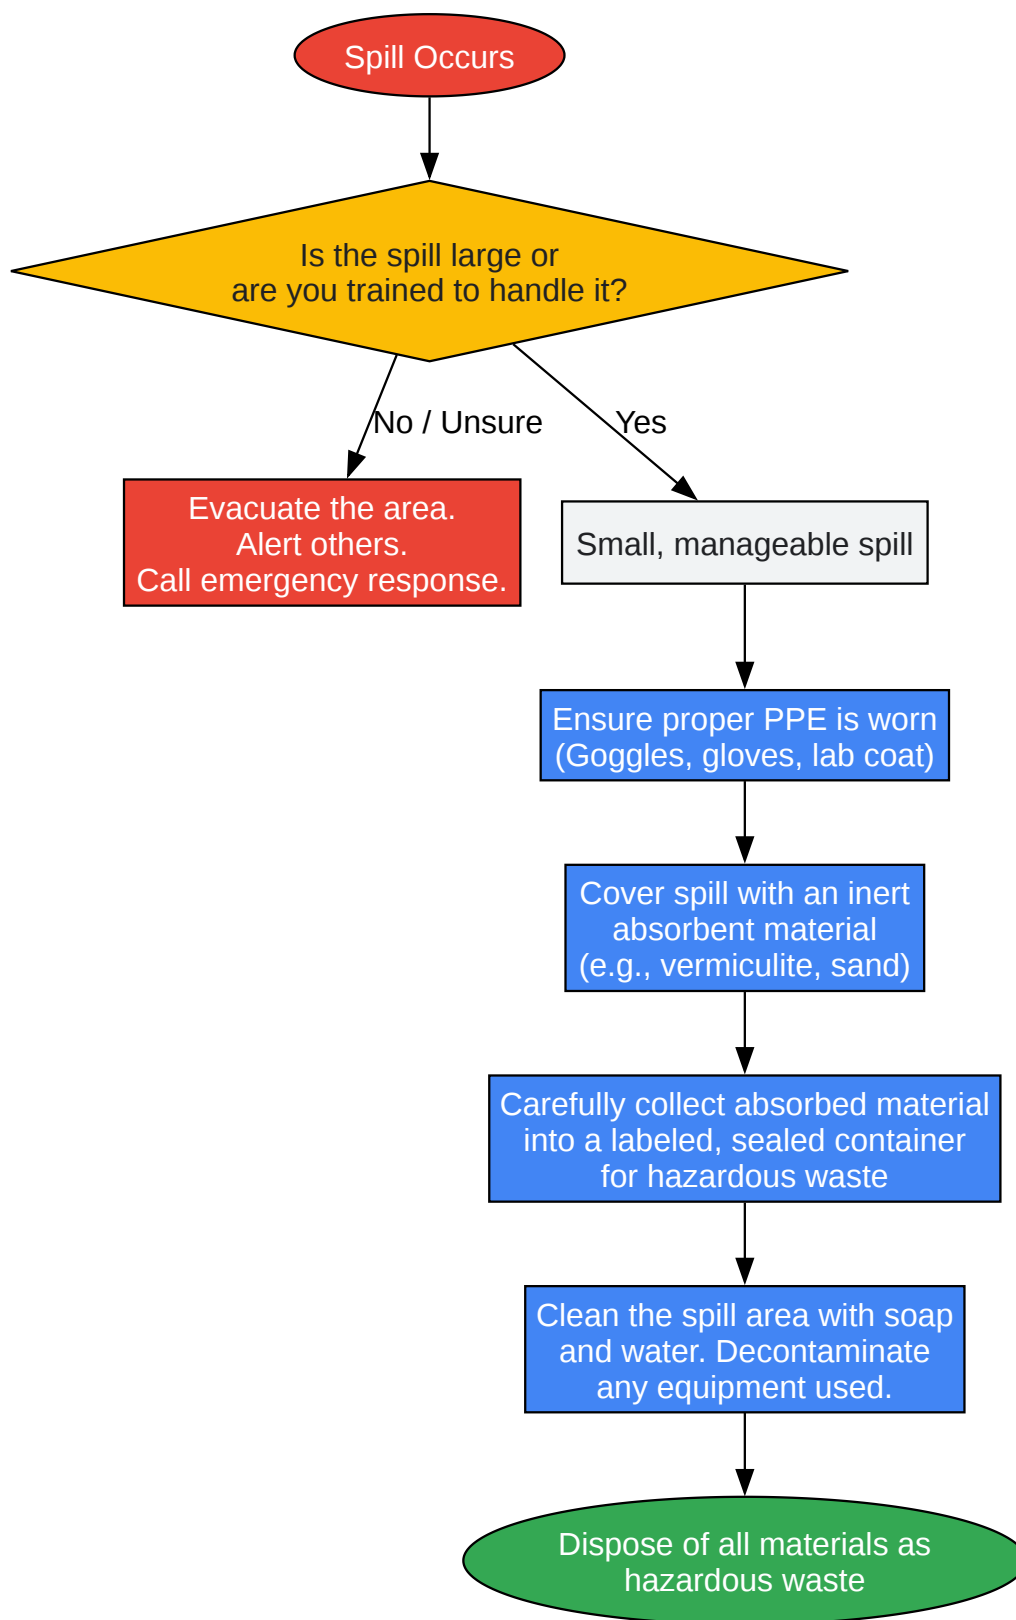 Spill Occurs
Is the spill large or
are you trained to handle it?
No / Unsure
Yes
Evacuate the area.
Alert others.
Call emergency response.
Small, manageable spill
Ensure proper PPE is worn
(Goggles, gloves, lab coat)
Cover spill with an inert
absorbent material
(e.g., vermiculite, sand)
Carefully collect absorbed material
into a labeled, sealed container
for hazardous waste
Clean the spill area with soap
and water. Decontaminate
any equipment used.
Dispose of all materials as
hazardous waste